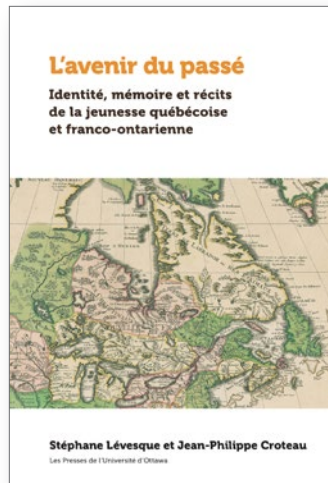 L'avenir du passé
Identité, mémoire et récits
de la jeunesse québécoise
et franco-ontarienne
Stéphane Lévesque et Jean-Philippe Croteau
Les Presses de l'Université d'Ottawa